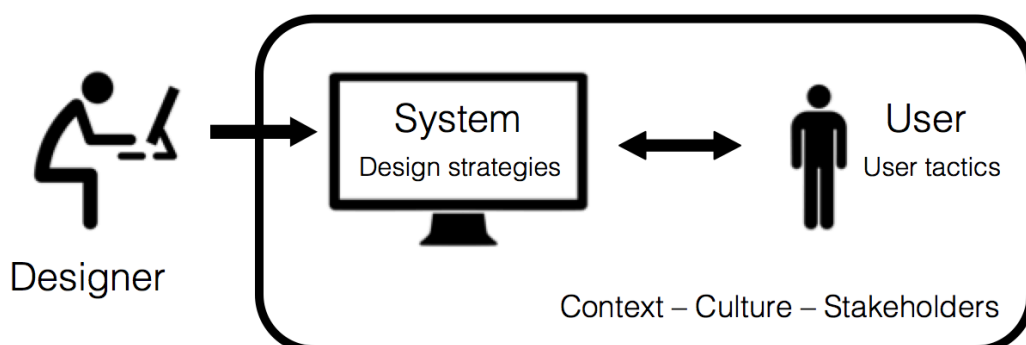 System
Design strategies
User
User tactics
Designer
Context – Culture – Stakeholders